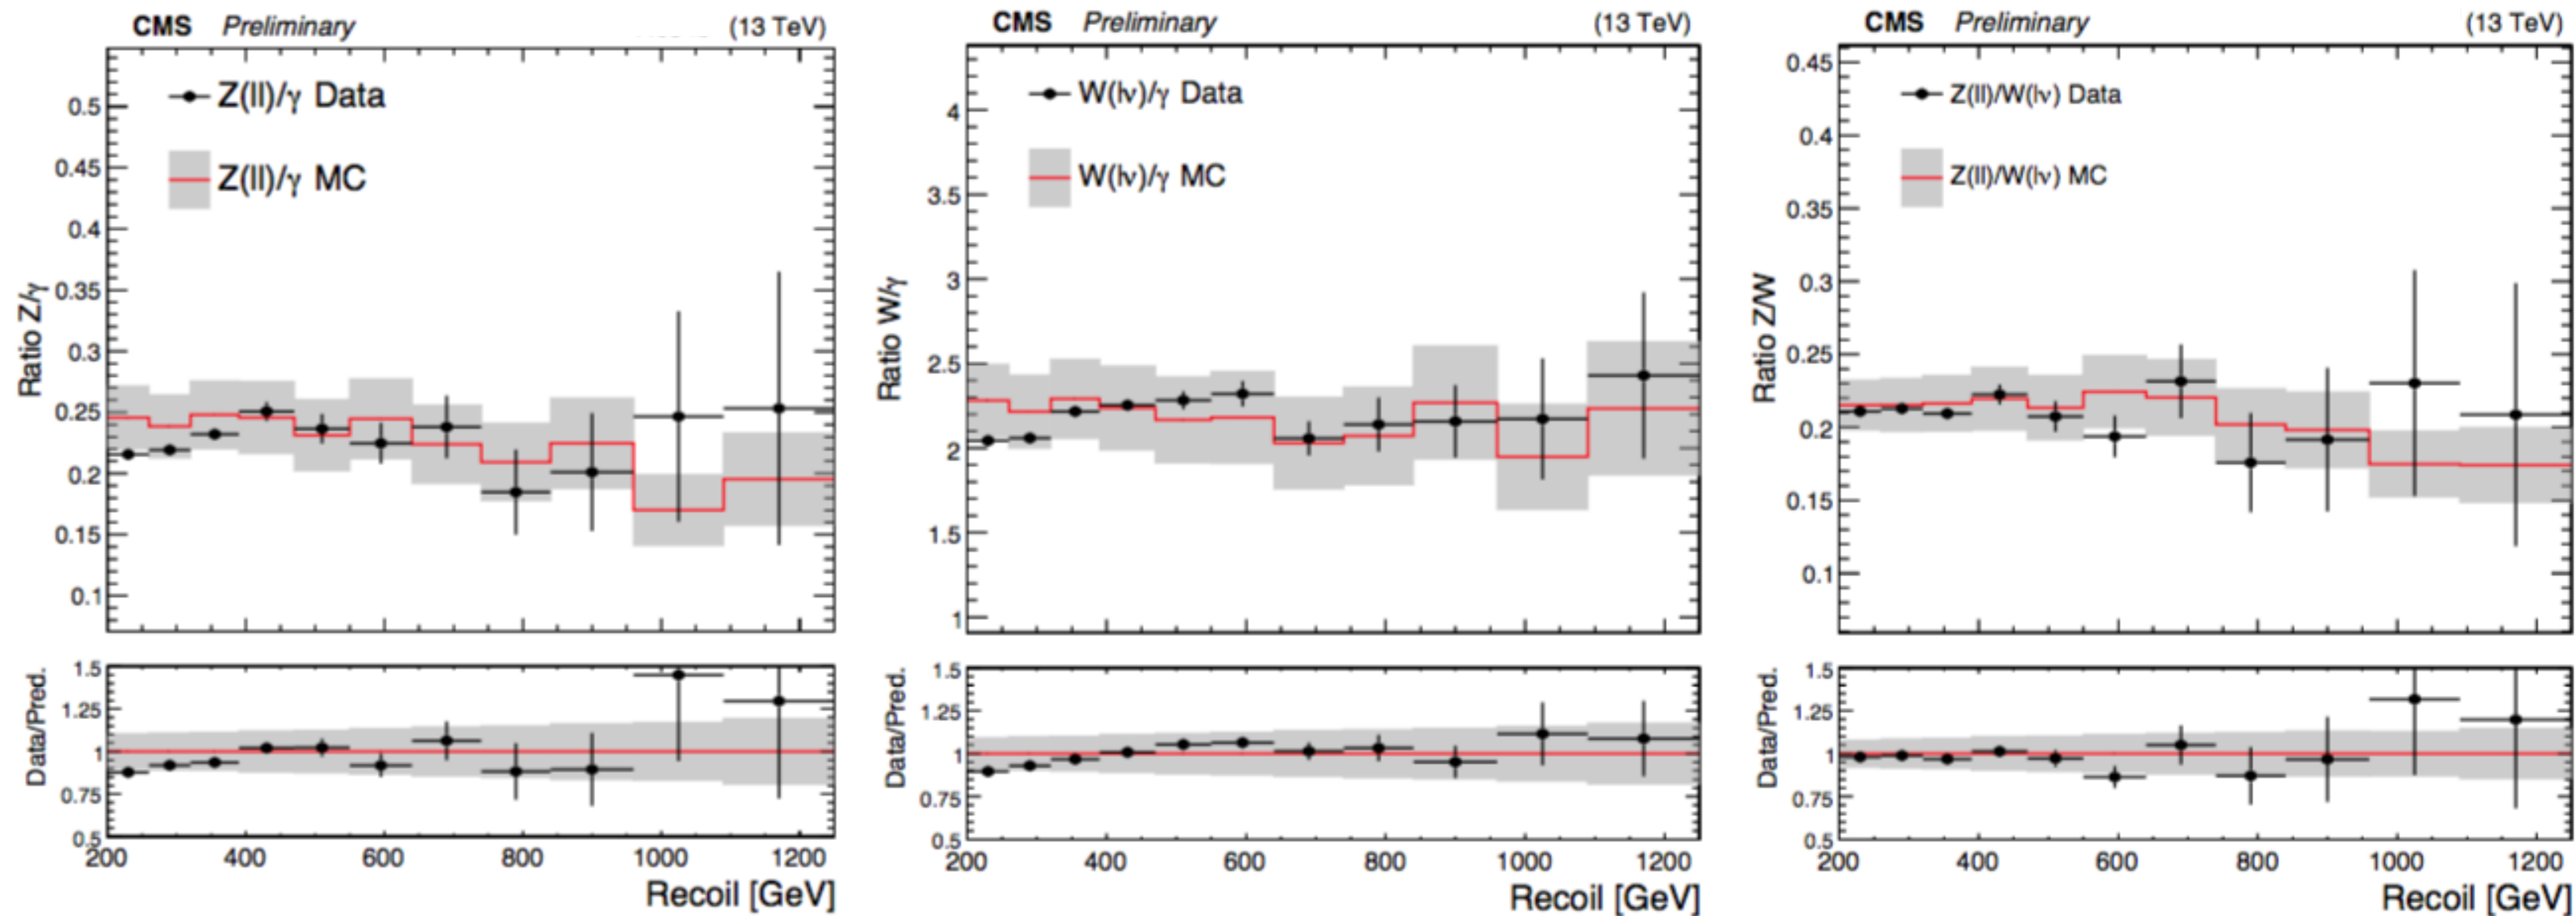 CMS Preliminary (13 TeV)
Z(ll)/γ Data
Z(ll)/γ MC
Ratio Z/γ
0.5
0.45
0.4
0.35
0.3
0.25
0.2
0.15
0.1
Data/Pred.
1.5
1.25
1
0.75
0.5
200 400 600 800 1000 1200
Recoil [GeV]
CMS Preliminary (13 TeV)
W(lν)/γ Data
W(lν)/γ MC
Ratio W/γ
4
3.5
3
2.5
2
1.5
1
Data/Pred.
1.5
1.25
1
0.75
0.5
200 400 600 800 1000 1200
Recoil [GeV]
CMS Preliminary (13 TeV)
Z(ll)/W(lν) Data
Z(ll)/W(lν) MC
Ratio Z/W
0.45
0.4
0.35
0.3
0.25
0.2
0.15
0.1
Data/Pred.
1.5
1.25
1
0.75
0.5
200 400 600 800 1000 1200
Recoil [GeV]